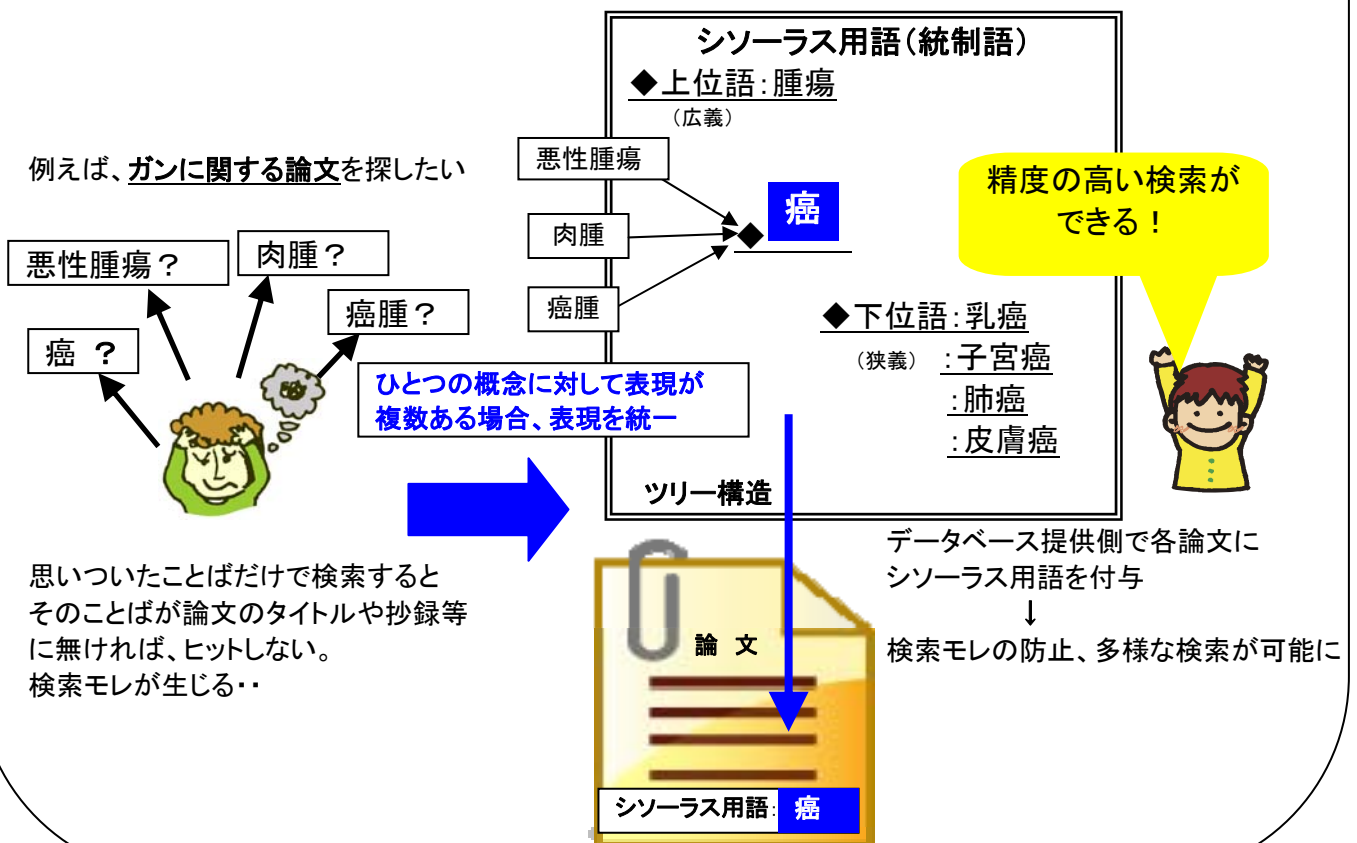 シソーラス用語(統制語)
◆上位語:腫瘍
(広義)
例えば、ガンに関する論文を探したい
悪性腫瘍?
肉腫?
癌腫?
癌 ?
悪性腫瘍
肉腫
癌腫
◆
癌
◆下位語:乳癌
(狭義) :子宮癌
:肺癌
:皮膚癌
ツリー構造
精度の高い検索が
できる!
ひとつの概念に対して表現が
複数ある場合、表現を統一
思いついたことばだけで検索すると
そのことばが論文のタイトルや抄録等
に無ければ、ヒットしない。
検索モレが生じる・・
論 文
シソーラス用語: 癌
データベース提供側で各論文に
シソーラス用語を付与
↓
検索モレの防止、多様な検索が可能に